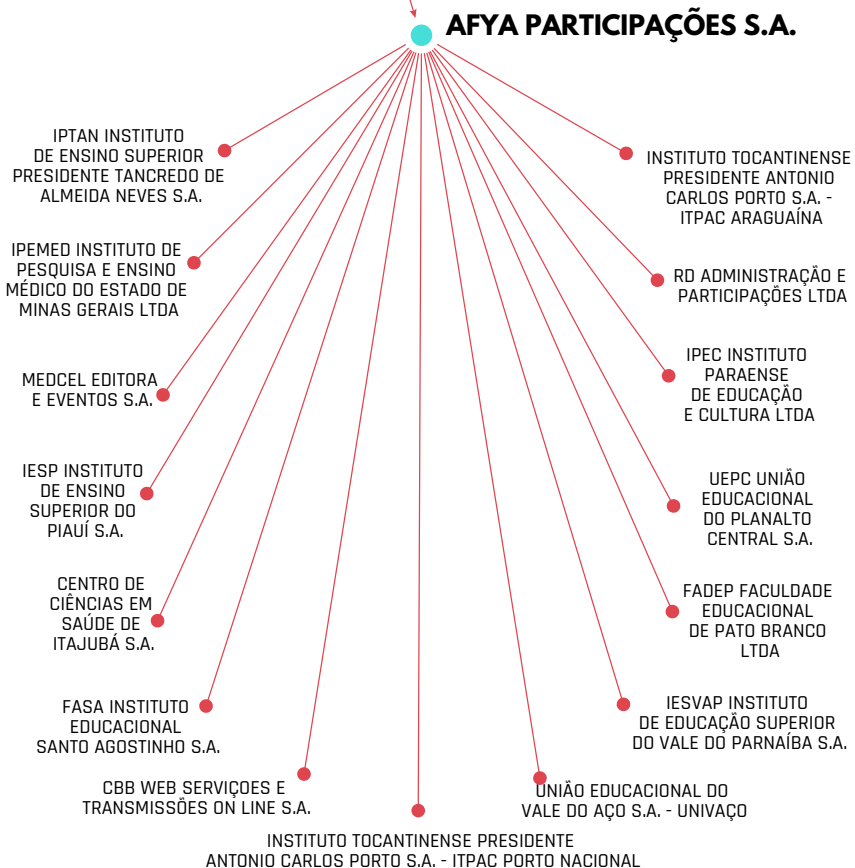 AFYA PARTICIPAÇÕES S.A.
IPTAN INSTITUTO
DE ENSINO SUPERIOR
PRESIDENTE TANCREDO DE
ALMEIDA NEVES S.A.
IPEMED INSTITUTO DE
PESQUISA E ENSINO
MÉDICO DO ESTADO DE
MINAS GERAIS LTDA
MEDCEL EDITORA
E EVENTOS S.A.
IESP INSTITUTO
DE ENSINO
SUPERIOR DO
PIAUÍ S.A.
CENTRO DE
CIÊNCIAS EM
SAÚDE DE
ITAJUBÁ S.A.
FASA INSTITUTO
EDUCACIONAL
SANTO AGOSTINHO S.A.
CBB WEB SERVIÇOES E
TRANSMISSÕES ON LINE S.A.
INSTITUTO TOCANTINENSE PRESIDENTE
ANTONIO CARLOS PORTO S.A. - ITPAC PORTO NACIONAL
UNIÃO EDUCACIONAL DO
VALE DO AÇO S.A. - UNIVAÇO
IESVAP INSTITUTO
DE EDUCAÇÃO SUPERIOR
DO VALE DO PARNAÍBA S.A.
FADEP FACULDADE
EDUCACIONAL
DE PATO BRANCO
LTDA
UEPC UNIÃO
EDUCACIONAL
DO PLANALTO
CENTRAL S.A.
IPEC INSTITUTO
PARAENSE
DE EDUCAÇÃO
E CULTURA LTDA
RD ADMINISTRAÇÃO E
PARTICIPAÇÕES LTDA
INSTITUTO TOCANTINENSE
PRESIDENTE ANTONIO
CARLOS PORTO S.A. -
ITPAC ARAGUAÍNA